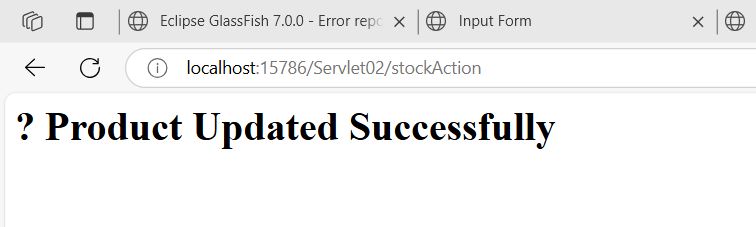 Eclipse GlassFish 7.0.0 - Error repo
Input Form
localhost:15786/Servlet02/stockAction
? Product Updated Successfully